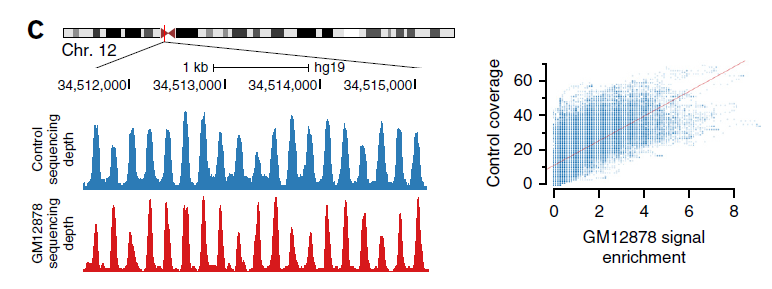 C
Chr. 12
1 kb hg19
34,512,000 34,513,000 34,514,000 34,515,000
Control
sequencing
depth
GM12878
sequencing
depth
Control coverage
60
40
20
0
0 2 4 6 8
GM12878 signal
enrichment